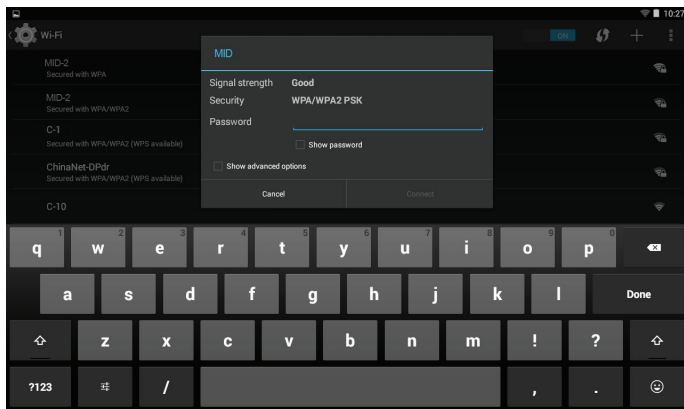 10:27
Wi-Fi
ON
MID-2
Secured with WPA
MID-2
Secured with WPA/WPA2
C-1
Secured with WPA/WPA2 (WPS available)
ChinaNet-DPdr
Secured with WPA/WPA2 (WPS available)
C-10
MID
Signal strength Good
Security WPA/WPA2 PSK
Password
Show password
Show advanced options
Cancel Connect
1 2 3 4 5 6 7 8 9 0
q w e r t y u i o p
a s d f g h j k l Done
z x c v b n m ! ?
?123 / , .